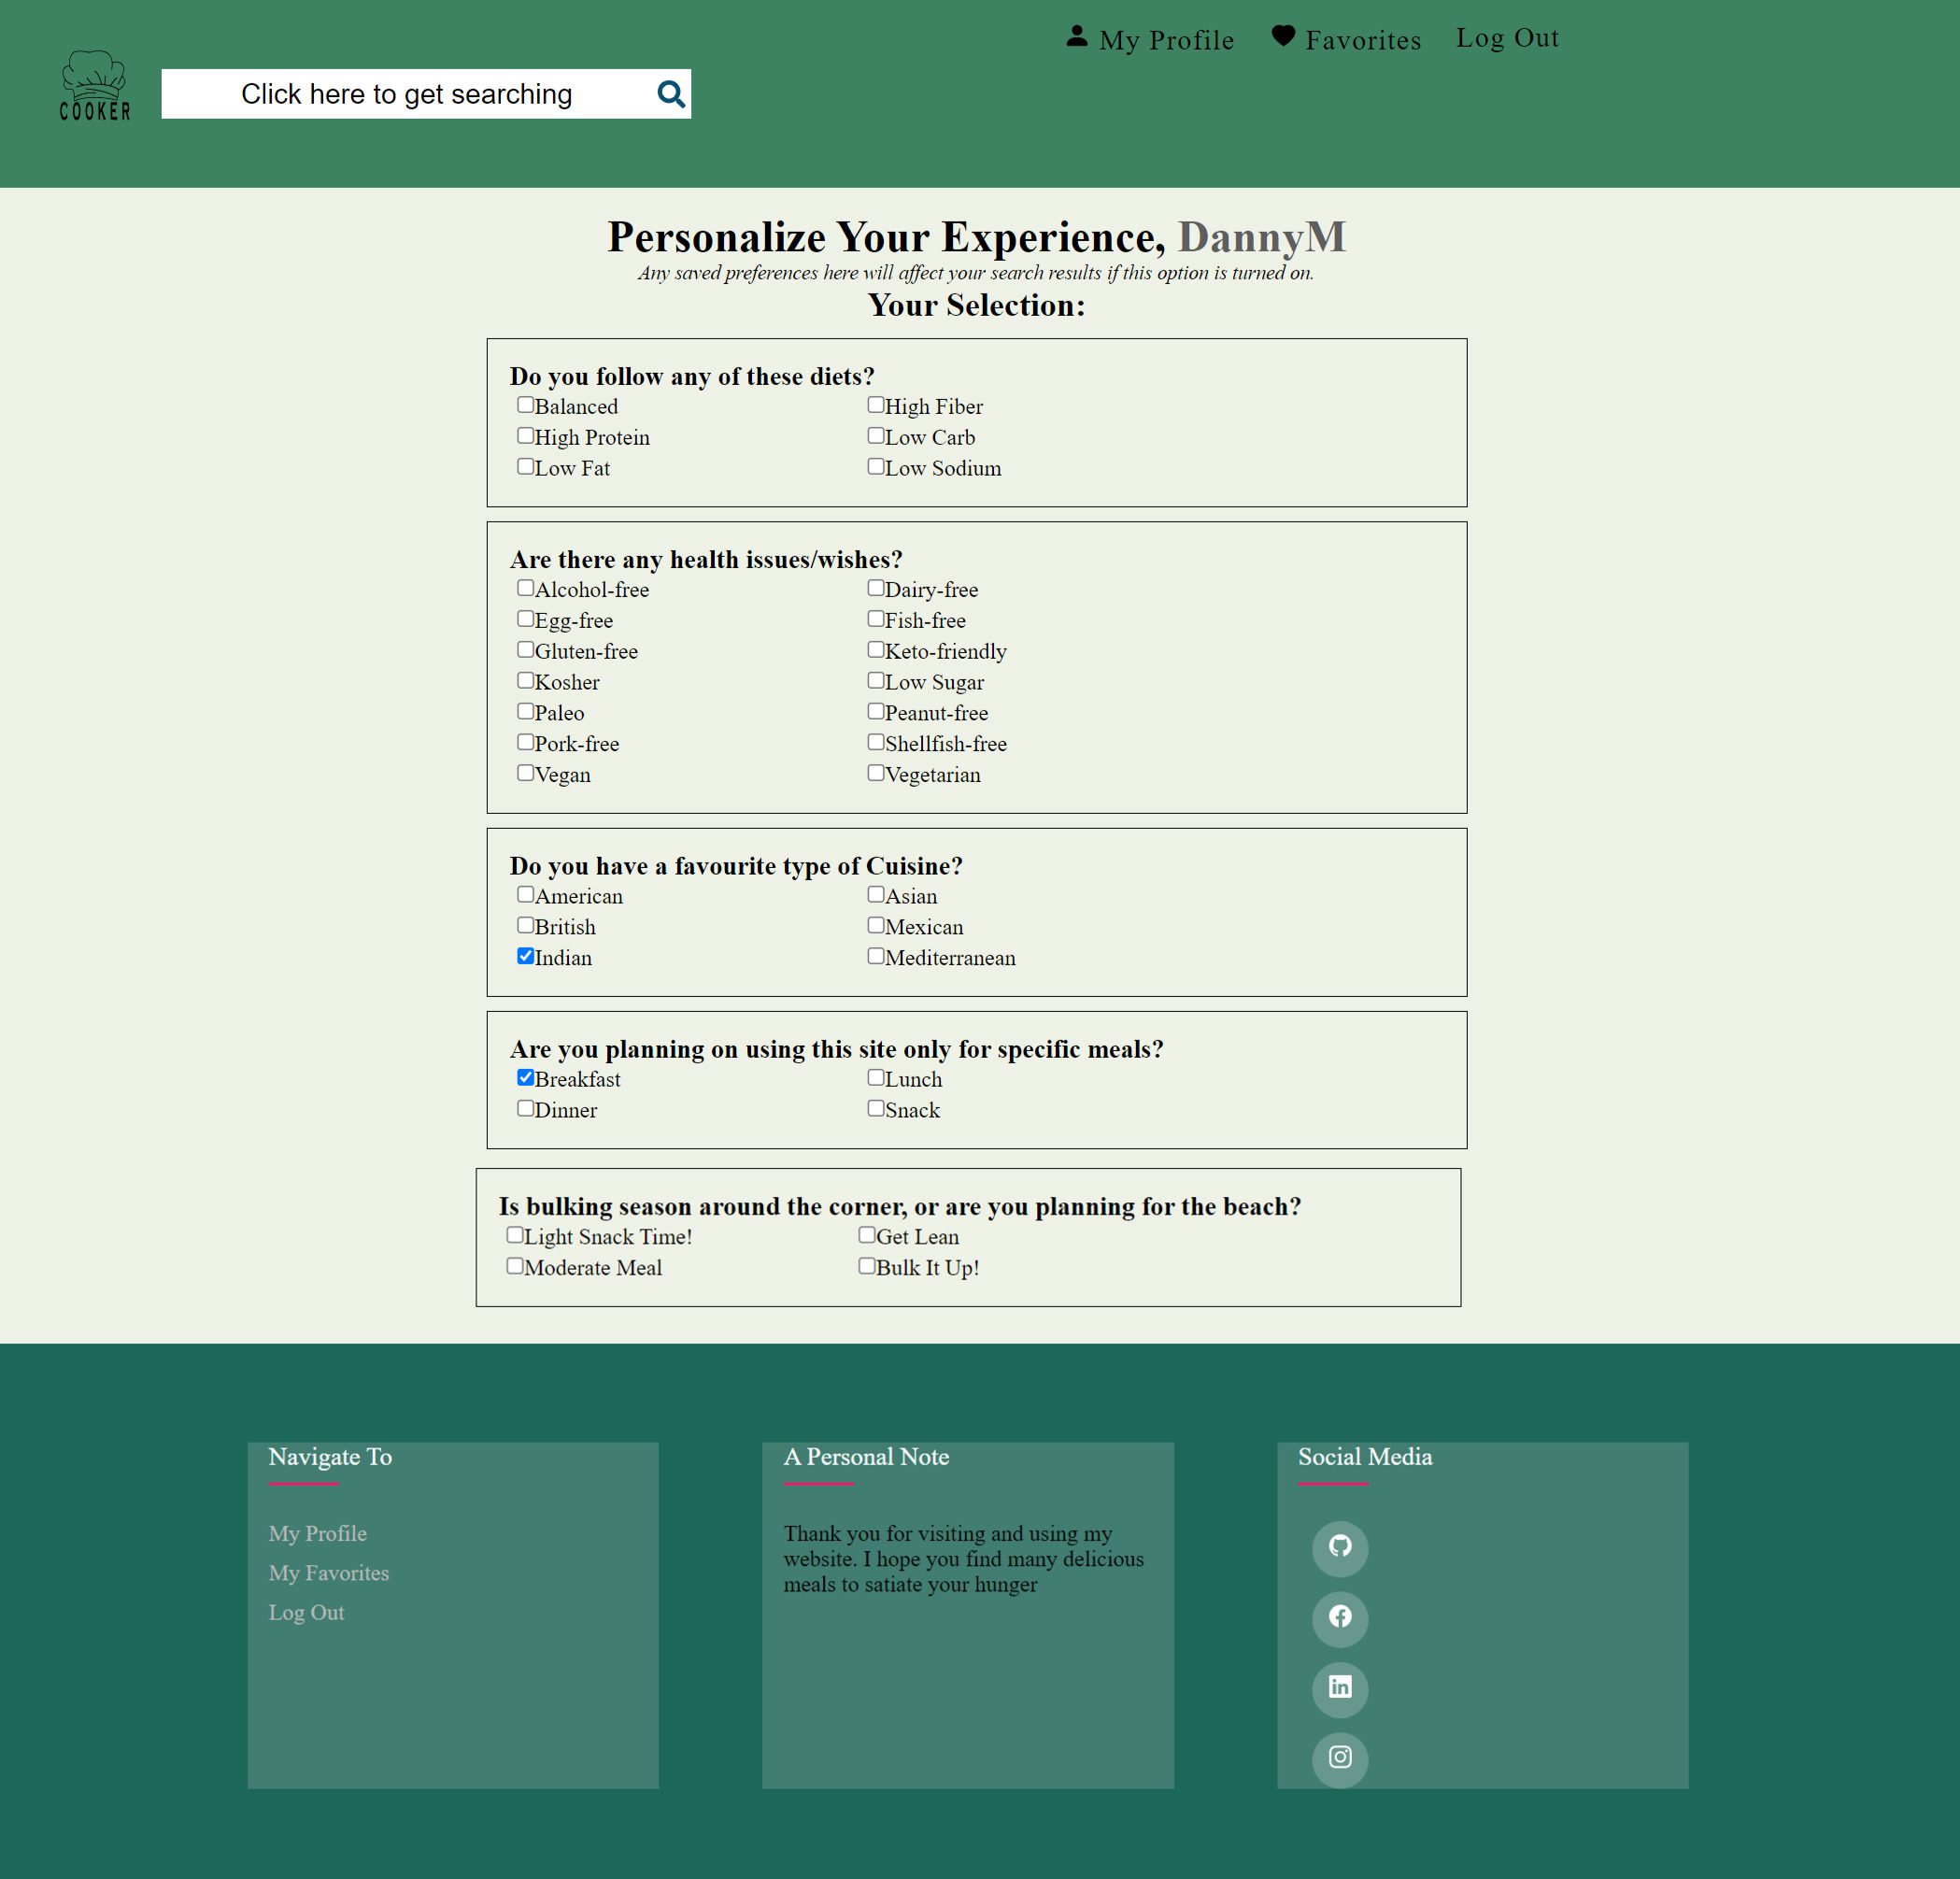 My Profile
Favorites
Log Out
COOKER
Click here to get searching
Personalize Your Experience, DannyM
Any saved preferences here will affect your search results if this option is turned on.
Your Selection:
Do you follow any of these diets?
Balanced
High Fiber
High Protein
Low Carb
Low Fat
Low Sodium
Are there any health issues/wishes?
Alcohol-free
Dairy-free
Egg-free
Fish-free
Gluten-free
Keto-friendly
Kosher
Low Sugar
Paleo
Peanut-free
Pork-free
Shellfish-free
Vegan
Vegetarian
Do you have a favourite type of Cuisine?
American
Asian
British
Mexican
Indian
Mediterranean
Are you planning on using this site only for specific meals?
Breakfast
Lunch
Dinner
Snack
Is bulking season around the corner, or are you planning for the beach?
Light Snack Time!
Get Lean
Moderate Meal
Bulk It Up!
Navigate To
My Profile
My Favorites
Log Out
A Personal Note
Thank you for visiting and using my
website. I hope you find many delicious
meals to satiate your hunger
Social Media